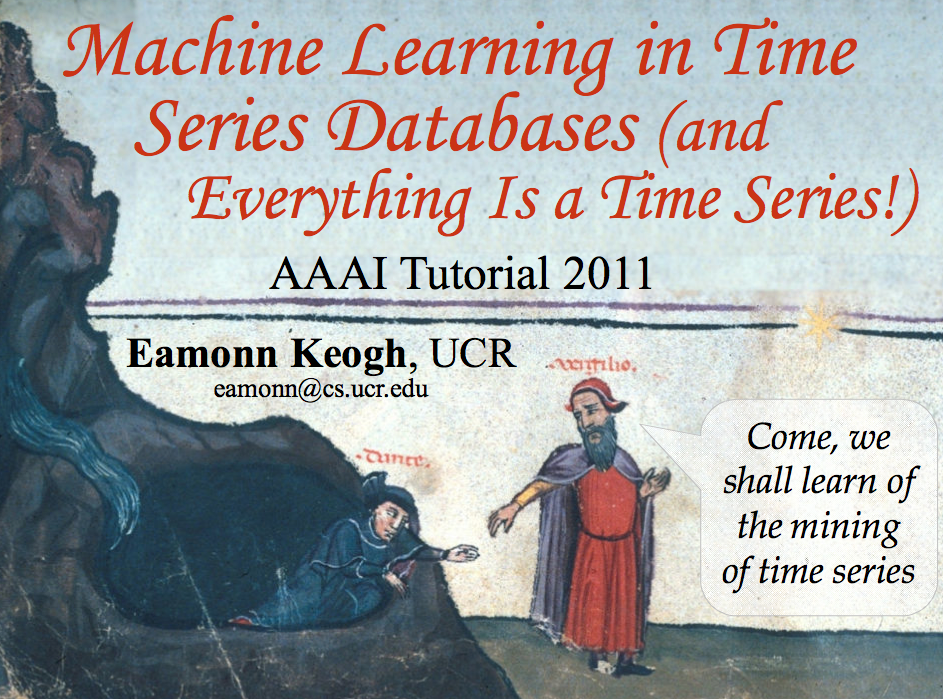 Machine Learning in Time
Series Databases (and
Everything Is a Time Series!)
AAAI Tutorial 2011
Eamonn Keogh, UCR
eamonn@cs.ucr.edu
.virgilio.
.dante.
Come, we
shall learn of
the mining
of time series